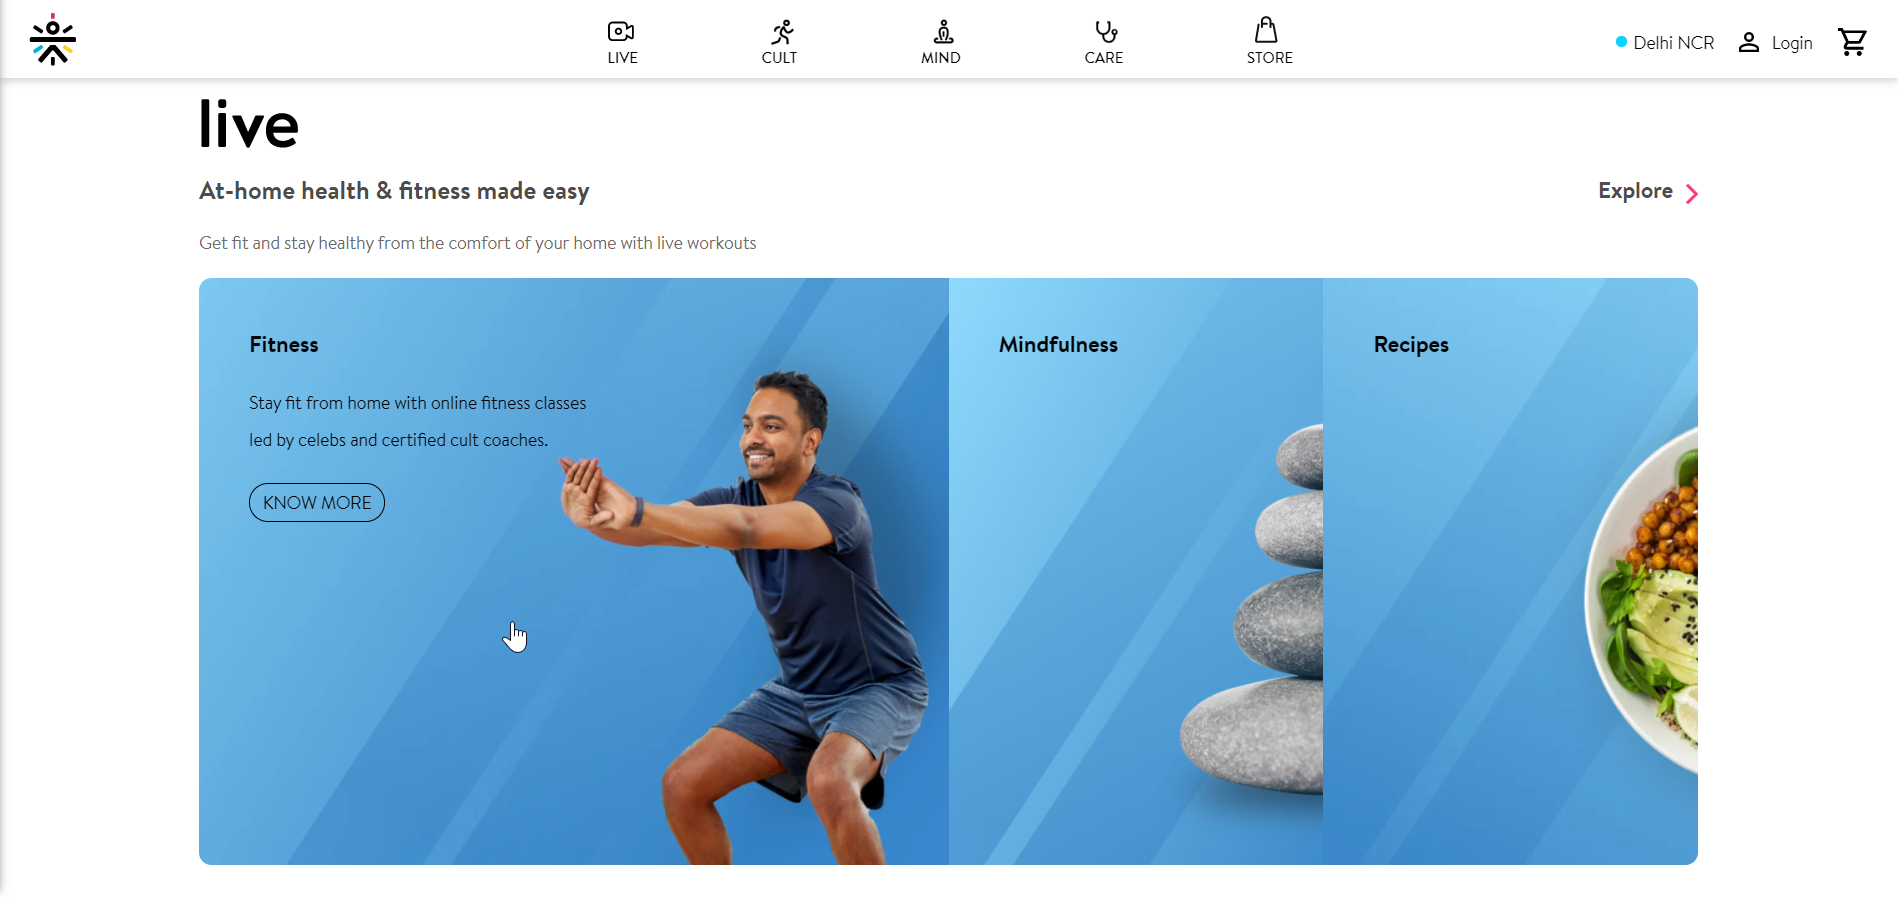 LIVE
CULT
MIND
CARE
STORE
Delhi NCR
Login
live
At-home health & fitness made easy
Explore
Get fit and stay healthy from the comfort of your home with live workouts
Fitness
Stay fit from home with online fitness classes
led by celebs and certified cult coaches.
KNOW MORE
Mindfulness
Recipes